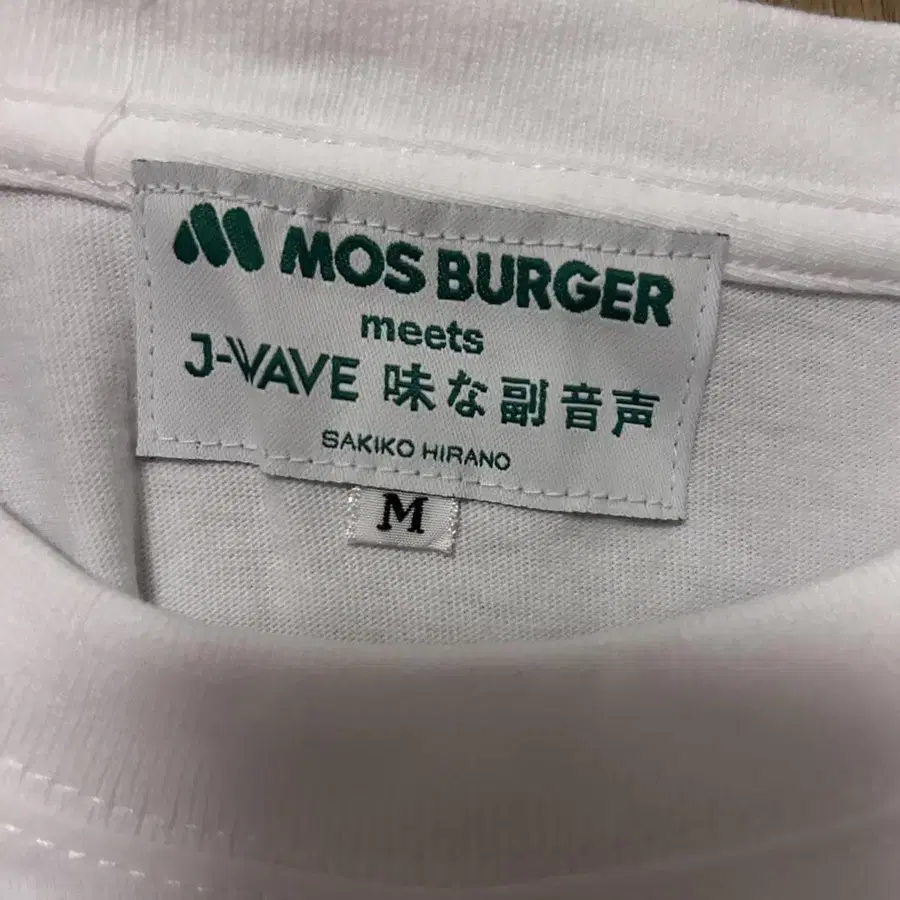 MOS BURGER
meets
J-WAVE 味な副音声
SAKIKO HIRANO
M